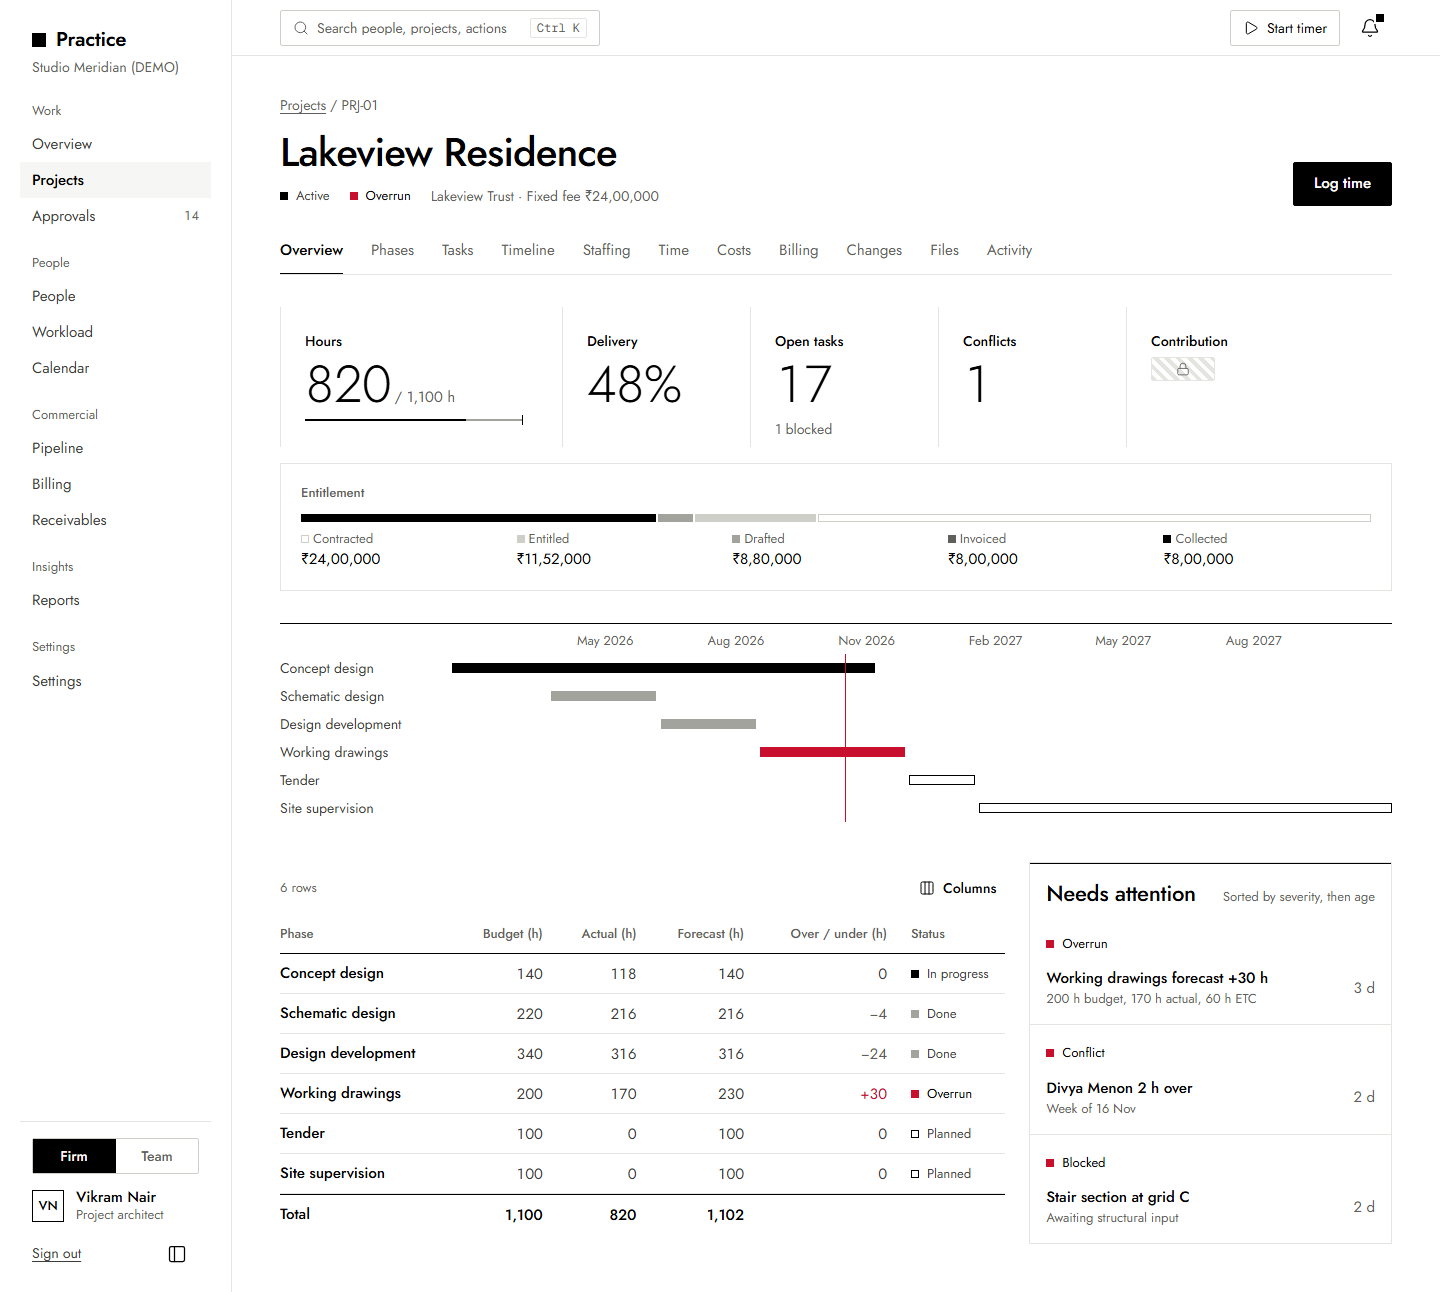 Practice
Studio Meridian (DEMO)
Work
Overview
Projects
Approvals 14
People
People
Workload
Calendar
Commercial
Pipeline
Billing
Receivables
Insights
Reports
Settings
Settings
Firm Team
VN
Vikram Nair
Project architect
Sign out
Search people, projects, actions Ctrl K
Start timer
Projects / PRJ-01
Lakeview Residence
Active Overrun Lakeview Trust · Fixed fee ₹24,00,000
Log time
Overview Phases Tasks Timeline Staffing Time Costs Billing Changes Files Activity
Hours
820 / 1,100 h
Delivery
48%
Open tasks
17
1 blocked
Conflicts
1
Contribution
Entitlement
Contracted Entitled Drafted Invoiced Collected
₹24,00,000 ₹11,52,000 ₹8,80,000 ₹8,00,000 ₹8,00,000
May 2026 Aug 2026 Nov 2026 Feb 2027 May 2027 Aug 2027
Concept design
Schematic design
Design development
Working drawings
Tender
Site supervision
6 rows Columns
Phase Budget (h) Actual (h) Forecast (h) Over / under (h) Status
Concept design 140 118 140 0 In progress
Schematic design 220 216 216 −4 Done
Design development 340 316 316 −24 Done
Working drawings 200 170 230 +30 Overrun
Tender 100 0 100 0 Planned
Site supervision 100 0 100 0 Planned
Total 1,100 820 1,102
Needs attention Sorted by severity, then age
Overrun
Working drawings forecast +30 h
200 h budget, 170 h actual, 60 h ETC
3 d
Conflict
Divya Menon 2 h over
Week of 16 Nov
2 d
Blocked
Stair section at grid C
Awaiting structural input
2 d